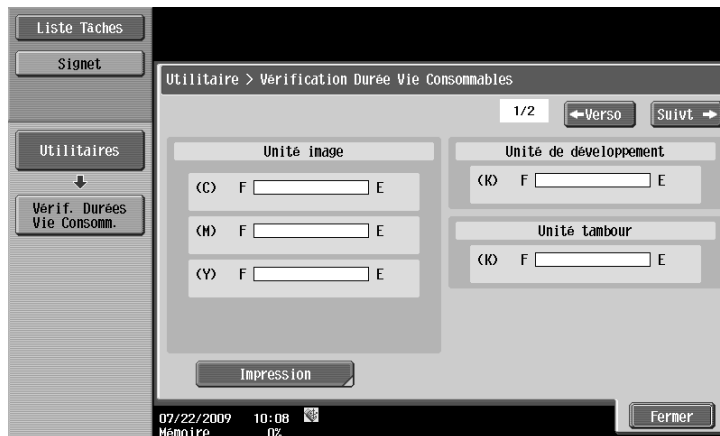 Liste Tâches
Signet
Utilitaire > Vérification Durée Vie Consommables
1/2
←Verso
Suivt →
Utilitaires
Vérif. Durées
Vie Consomm.
Unité image
(C) F E
(M) F E
(Y) F E
Unité de développement
(K) F E
Unité tambour
(K) F E
Impression
07/22/2009 10:08
Mémoire 0%
Fermer